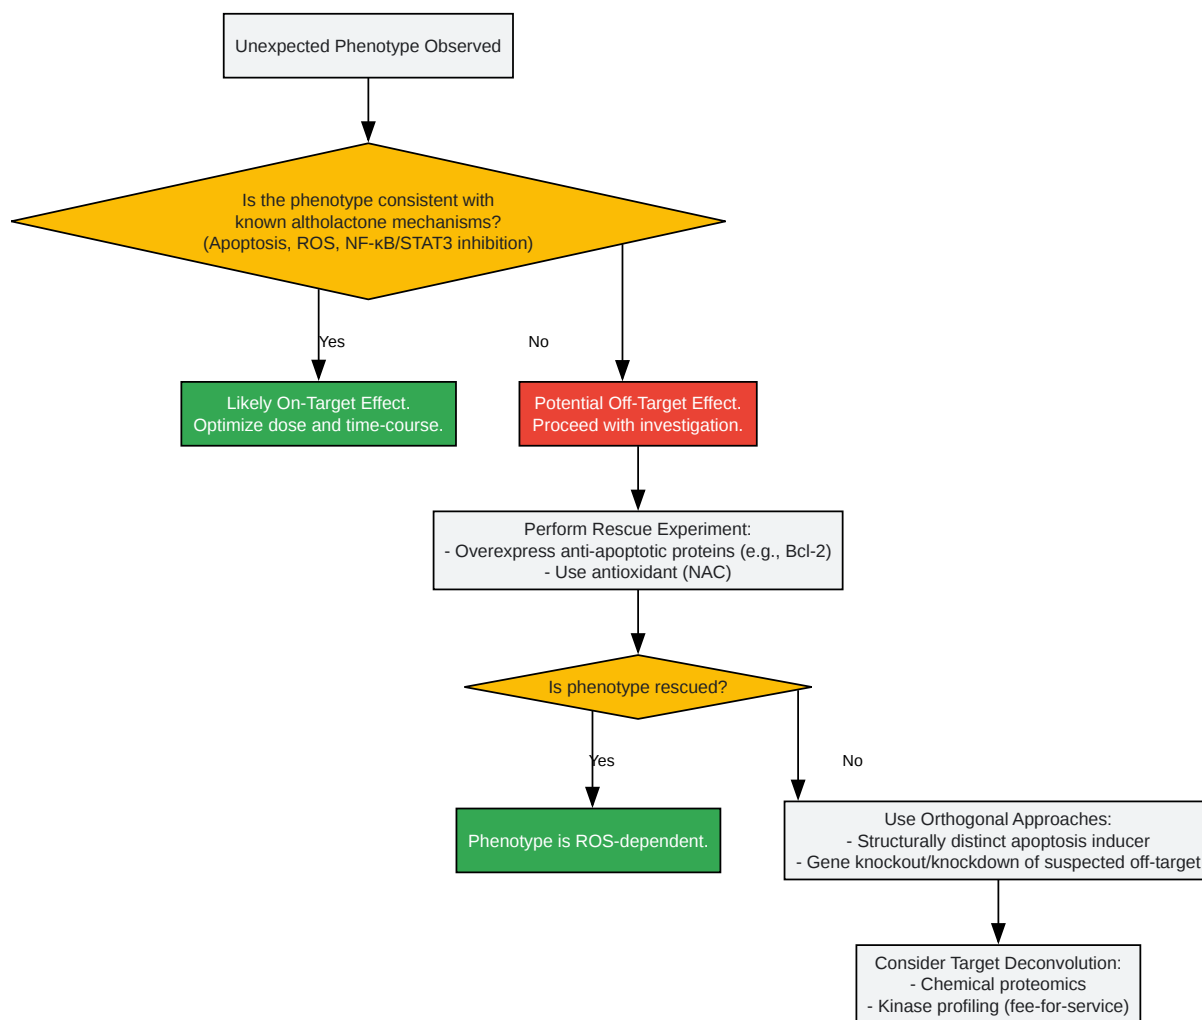 Unexpected Phenotype Observed
Is the phenotype consistent with
known altholactone mechanisms?
(Apoptosis, ROS, NF-κB/STAT3 inhibition)
Yes
No
Likely On-Target Effect.
Optimize dose and time-course.
Potential Off-Target Effect.
Proceed with investigation.
Perform Rescue Experiment:
- Overexpress anti-apoptotic proteins (e.g., Bcl-2)
- Use antioxidant (NAC)
Is phenotype rescued?
Yes
No
Phenotype is ROS-dependent.
Use Orthogonal Approaches:
- Structurally distinct apoptosis inducer
- Gene knockout/knockdown of suspected off-target
Consider Target Deconvolution:
- Chemical proteomics
- Kinase profiling (fee-for-service)